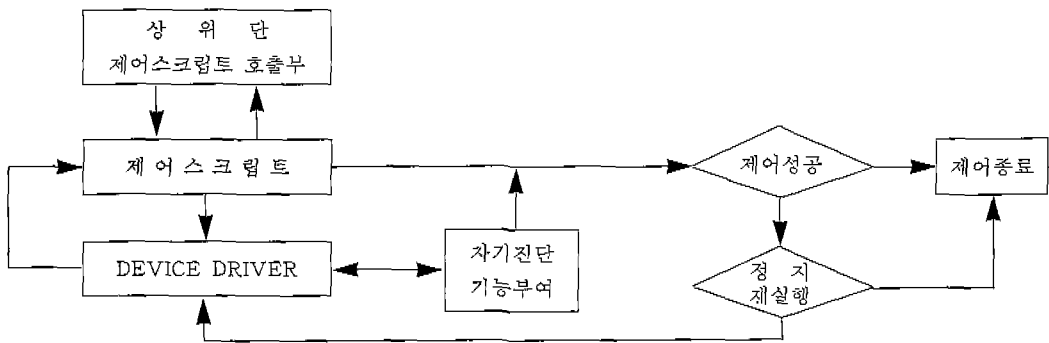 상 위 단
제어스크립트 호출부
제 어 스 크 립 트
제어성공
제어종료
DEVICE DRIVER
자기진단
기능부여
정 지
재실행